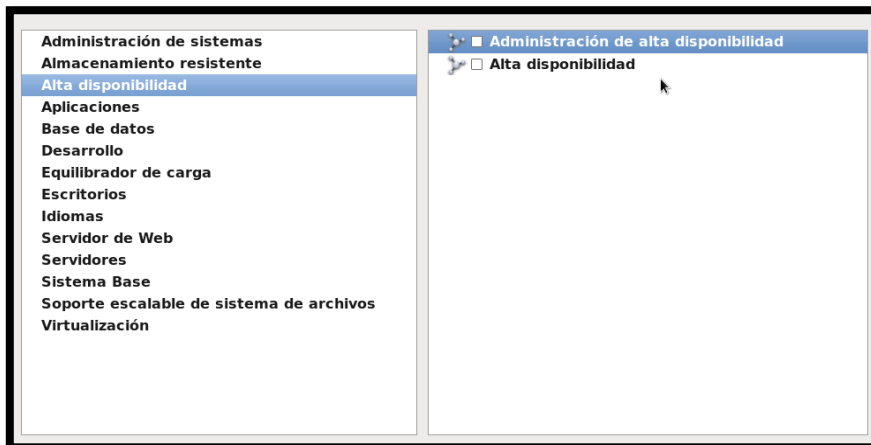 Administración de sistemas
Almacenamiento resistente
Alta disponibilidad
Aplicaciones
Base de datos
Desarrollo
Equilibrador de carga
Escritorios
Idiomas
Servidor de Web
Servidores
Sistema Base
Soporte escalable de sistema de archivos
Virtualización
Administración de alta disponibilidad
Alta disponibilidad